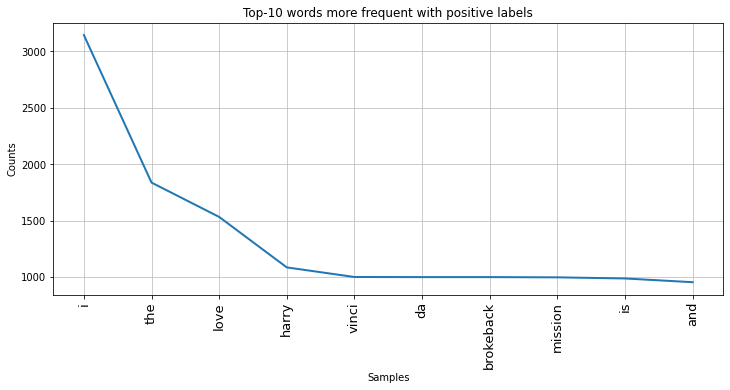 Top-10 words more frequent with positive labels
3000
2500
2000
1500
1000
Counts
i
the
love
harry
vinci
da
brokeback
mission
is
and
Samples